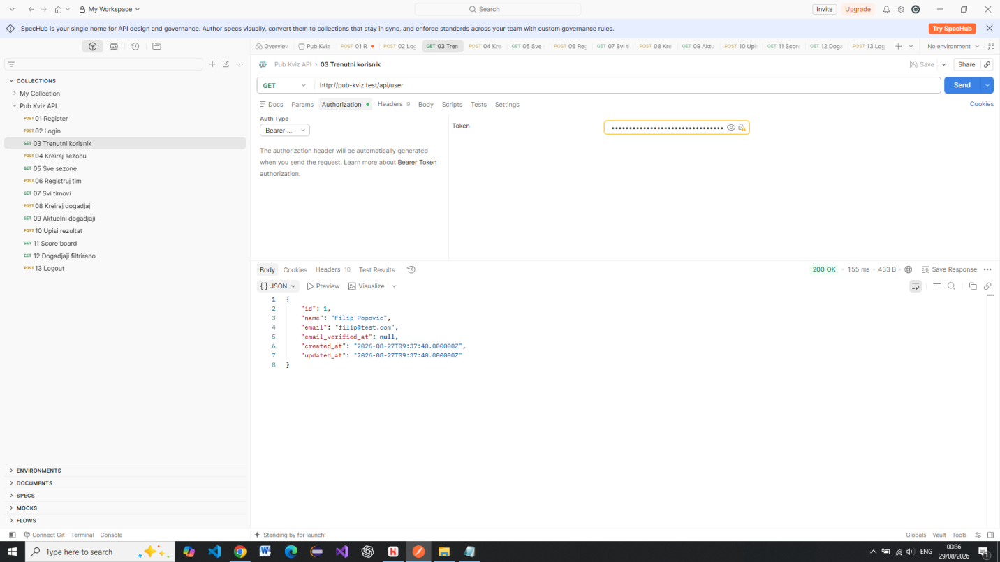 My Workspace
Search
Invite
Upgrade
SpecHub is your single home for API design and governance. Author specs visually, convert them to collections that stay in sync, and enforce standards across your team with custom governance rules.
Try SpecHub
Overview
Pub Kviz
POST 01 R
POST 02 Log
GET 03 Tren
POST 04 Kre
GET 05 Sve
POST 06 Reg
GET 07 Svi ti
POST 08 Kre
GET 09 Aktu
POST 10 Upi
GET 11 Score
GET 12 Doga
POST 13 Log
No environment
COLLECTIONS
My Collection
Pub Kviz API
POST 01 Register
POST 02 Login
GET 03 Trenutni korisnik
POST 04 Kreiraj sezonu
GET 05 Sve sezone
POST 06 Registruj tim
GET 07 Svi timovi
POST 08 Kreiraj dogadjaj
GET 09 Aktuelni dogadjaji
POST 10 Upisi rezultat
GET 11 Score board
GET 12 Dogadjaji filtrirano
POST 13 Logout
ENVIRONMENTS
DOCUMENTS
SPECS
MOCKS
FLOWS
HTTP Pub Kviz API > 03 Trenutni korisnik
Save
Share
GET http://pub-kviz.test/api/user
Send
Docs Params Authorization Headers 9 Body Scripts Tests Settings
Cookies
Auth Type
Bearer ...
Token
The authorization header will be automatically generated
when you send the request. Learn more about Bearer Token
authorization.
Body Cookies Headers 10 Test Results
200 OK • 155 ms • 433 B
e.g. Save Response
{} JSON Preview Visualize
1 {
2 "id": 1,
3 "name": "Filip Popovic",
4 "email": "filip@test.com",
5 "email_verified_at": null,
6 "created_at": "2026-08-27T09:37:40.000000Z",
7 "updated_at": "2026-08-27T09:37:40.000000Z"
8 }
Connect Git Terminal Console
Standing by for launch!
Globals Vault Tools
Type here to search
ENG
00:36
29/08/2026
1